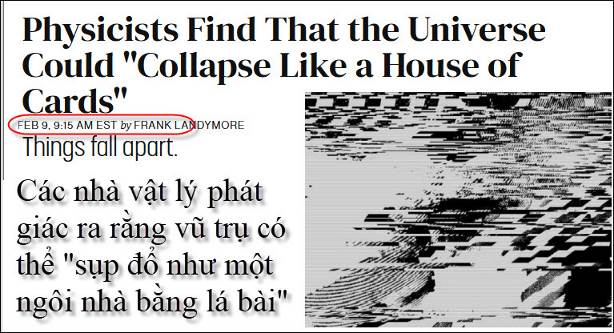 Physicists Find That the Universe
Could "Collapse Like a House of
Cards"
FEB 9, 9:15 AM EST by FRANK LANDYMORE
Things fall apart.
Các nhà vật lý phát
giác ra rằng vũ trụ có
thể "sụp đổ như một
ngôi nhà bằng lá bài"